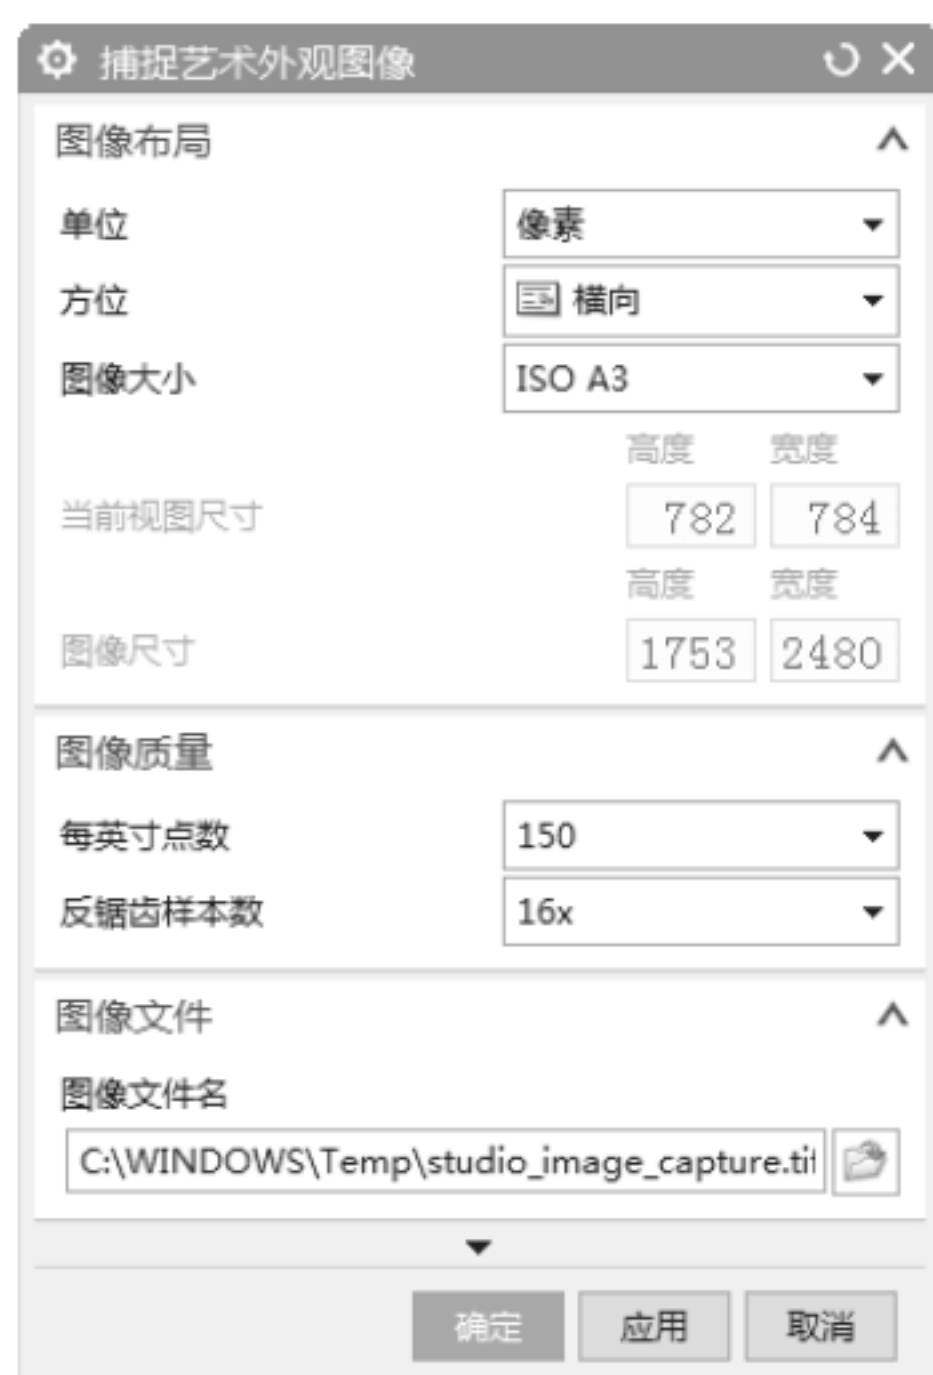 捕捉艺术外观图像
图像布局
单位 像素
方位 横向
图像大小 ISO A3
高度 宽度
当前视图尺寸 782 784
高度 宽度
图像尺寸 1753 2480
图像质量
每英寸点数 150
反锯齿样本数 16x
图像文件
图像文件名
C:\WINDOWS\Temp\studio_image_capture.tif
确定 应用 取消